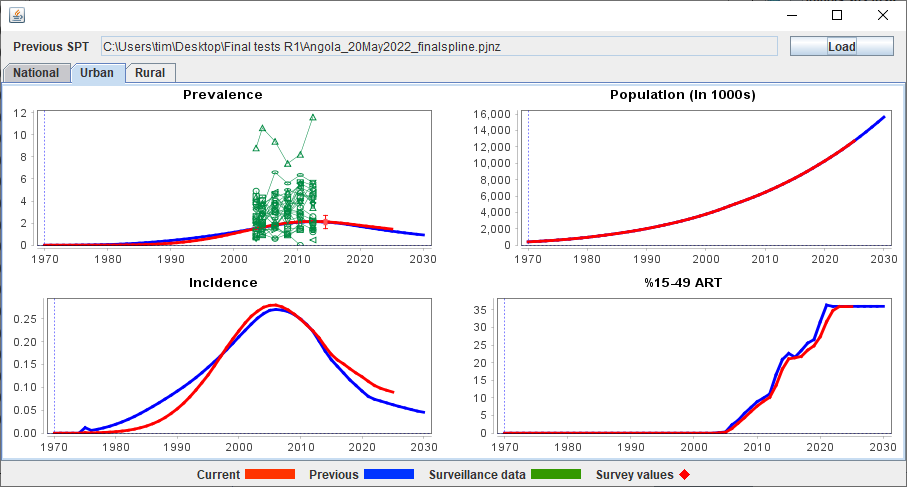 Previous SPT C:\Users\tim\Desktop\Final tests R1\Angola_20May2022_finalspline.pjnz Load
National Urban Rural
Prevalence
12
10
8
6
4
2
0
1970 1980 1990 2000 2010 2020 2030
Population (in 1000s)
16,000
14,000
12,000
10,000
8,000
6,000
4,000
2,000
0
1970 1980 1990 2000 2010 2020 2030
Incidence
0.25
0.20
0.15
0.10
0.05
0.00
1970 1980 1990 2000 2010 2020 2030
%15-49 ART
35
30
25
20
15
10
5
0
1970 1980 1990 2000 2010 2020 2030
Current Previous Surveillance data Survey values